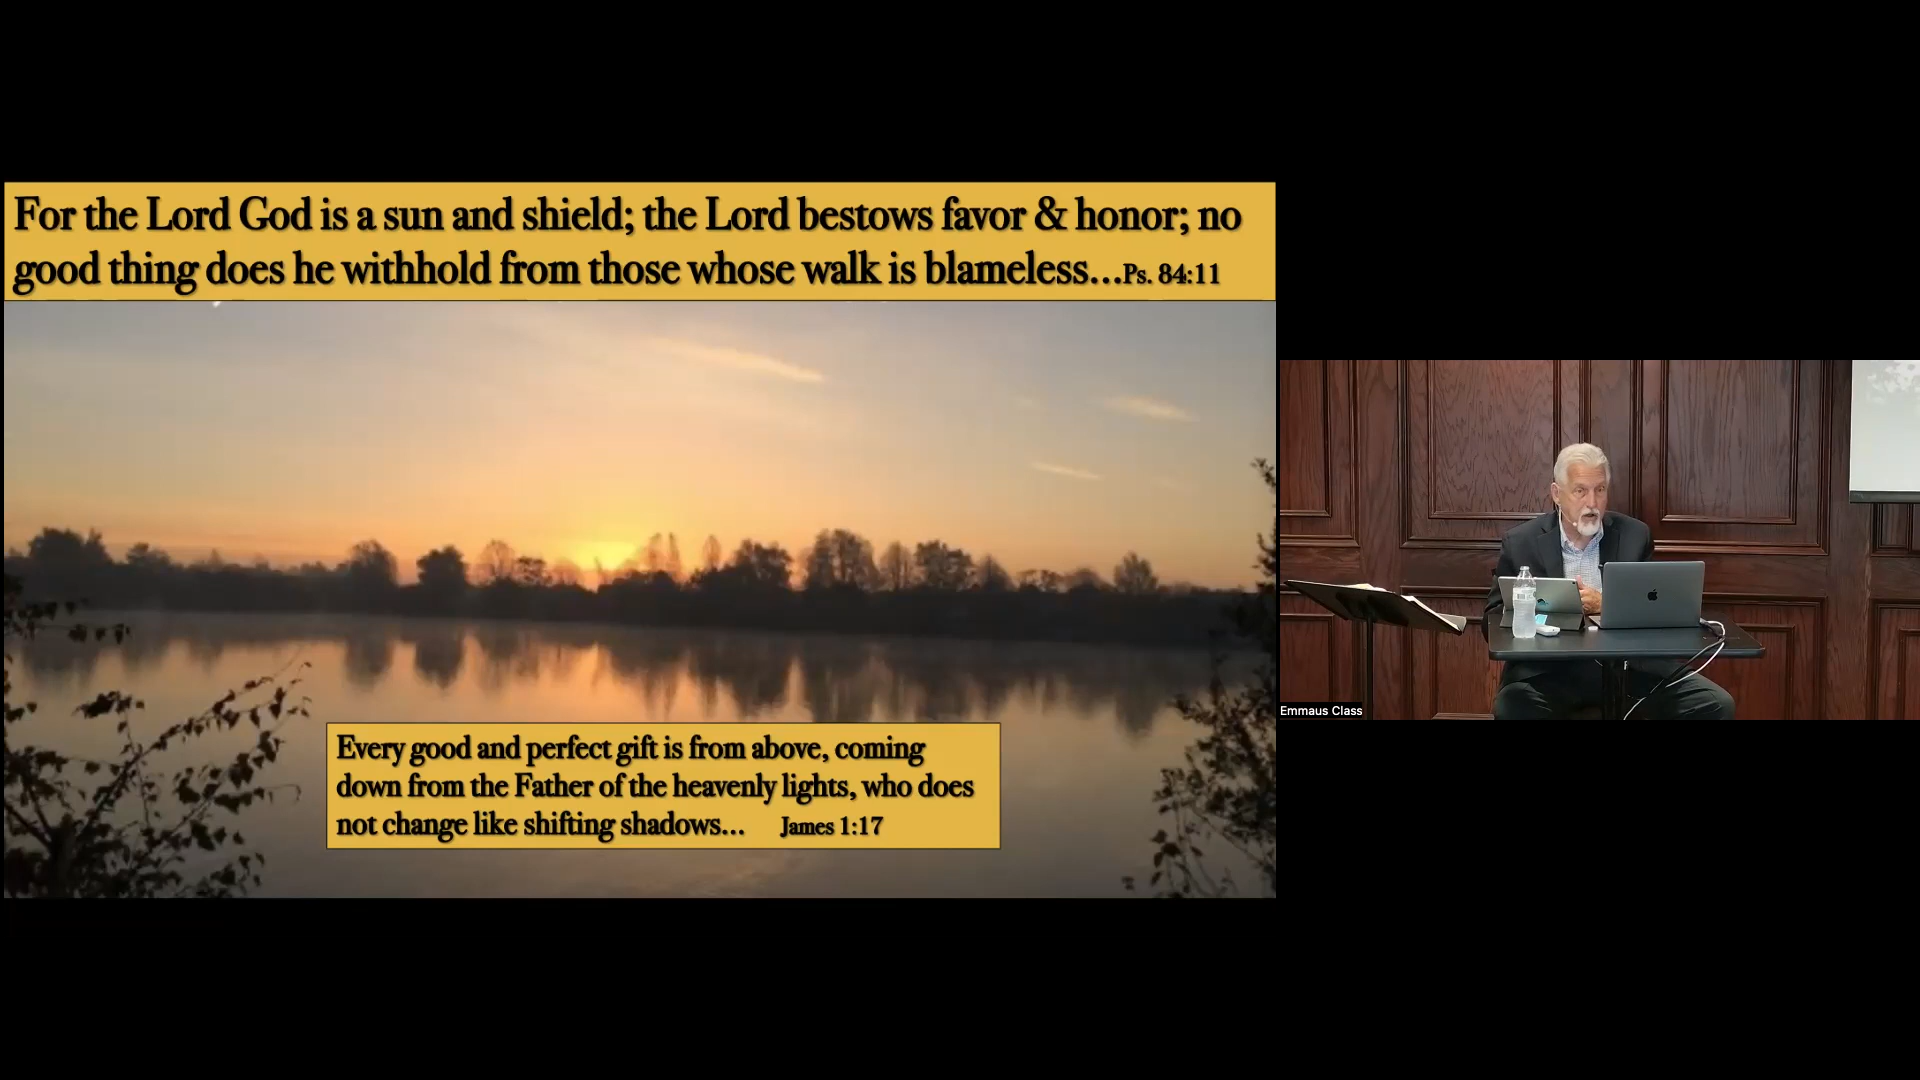 For the Lord God is a sun and shield; the Lord bestows favor & honor; no
good thing does he withhold from those whose walk is blameless...Ps. 84:11
Every good and perfect gift is from above, coming
down from the Father of the heavenly lights, who does
not change like shifting shadows... James 1:17
Emmaus Class